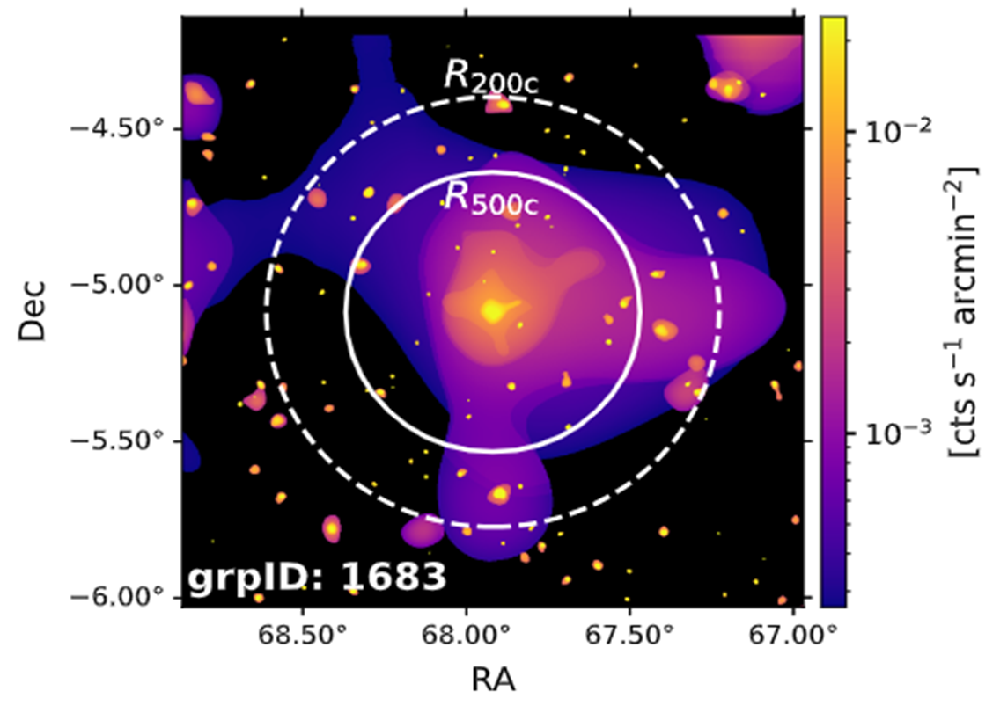 R200c
R500c
grpID: 1683
−4.50°
−5.00°
−5.50°
−6.00°
Dec
68.50° 68.00° 67.50° 67.00°
RA
10⁻²
10⁻³
[cts s⁻¹ arcmin⁻²]